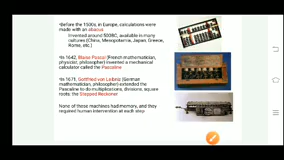 •Before the 1500s, in Europe, calculations were
made with an abacus
Invented around 500BC, available in many
cultures (China, Mesopotamia, Japan, Greece,
Rome, etc.)
•In 1642, Blaise Pascal (French mathematician,
physicist, philosopher) invented a mechanical
calculator called the Pascaline
•In 1671, Gottfried von Leibniz (German
mathematician, philosopher) extended the
Pascaline to do multiplications, divisions, square
roots: the Stepped Reckoner
None of these machines had memory, and they
required human intervention at each step